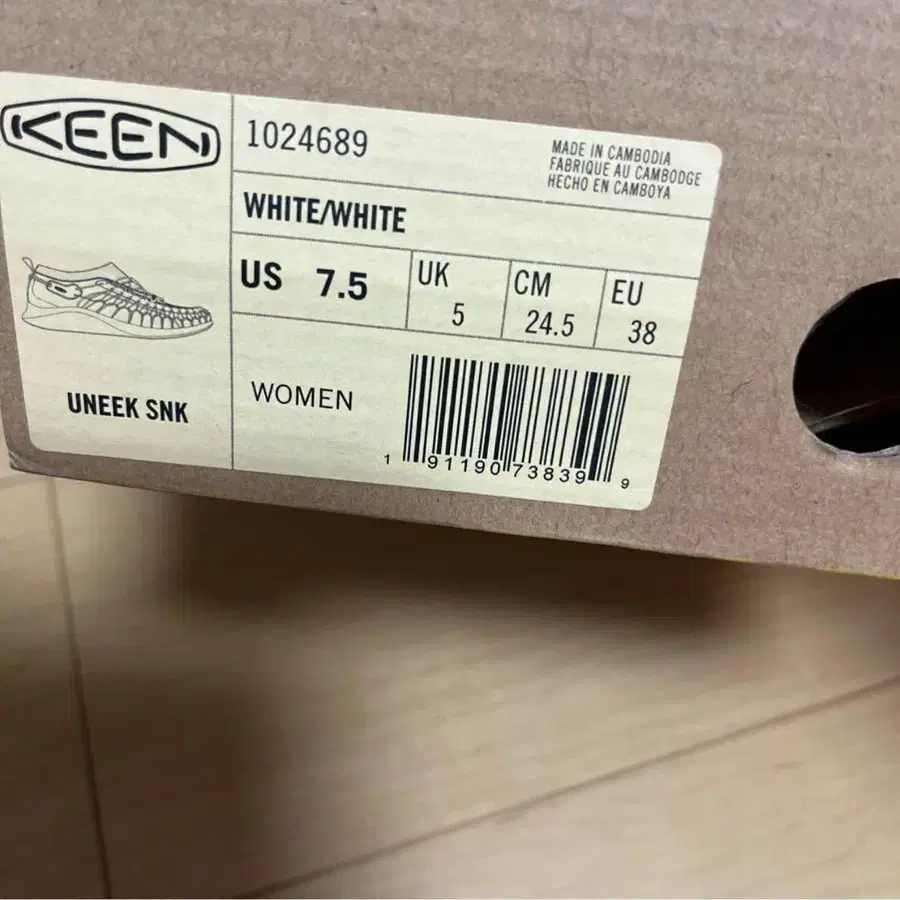 KEEN
1024689
MADE IN CAMBODIA
FABRIQUE AU CAMBODGE
HECHO EN CAMBOYA
WHITE/WHITE
US 7.5
UK 5
CM 24.5
EU 38
UNEEK SNK
WOMEN
1 91190 73839 9